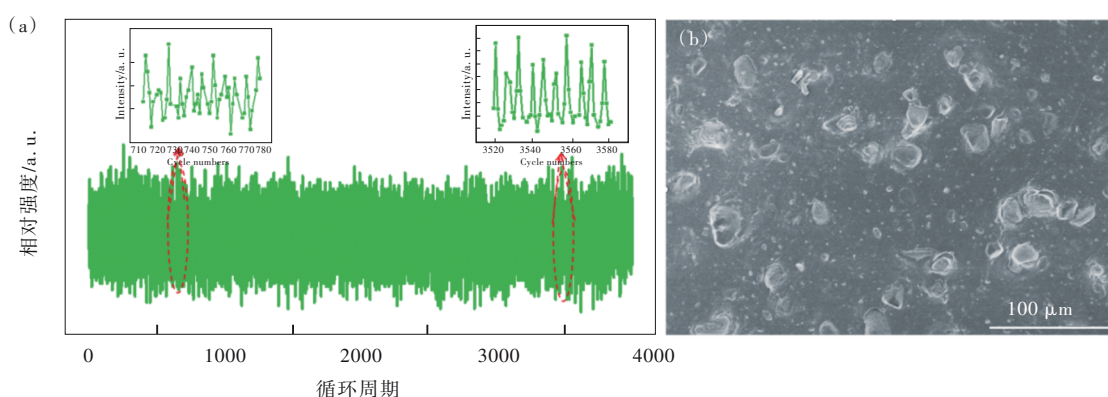 (a)
Intensity/a. u.
710 720 730 740 750 760 770 780
Cycle numbers
Intensity/a. u.
3520 3540 3560 3580
Cycle numbers
相对强度/a. u.
0 1000 2000 3000 4000
循环周期
(b)
100 μm